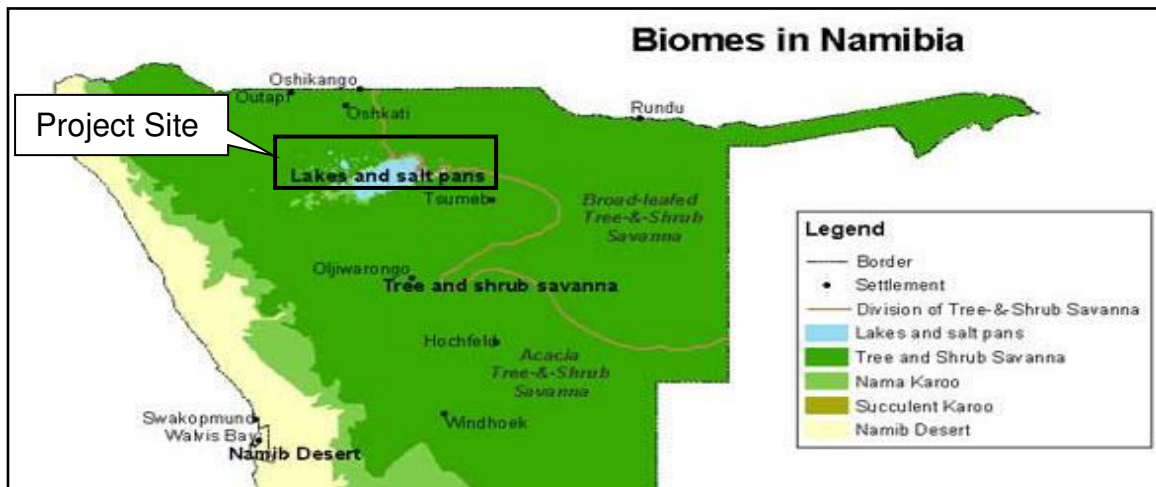 Biomes in Namibia
Oshikango
Outapi
Oshkati
Rundu
Project Site
Lakes and salt pans
Tsumeb
Broad-leafed
Tree-&-Shrub
Savanna
Otjiwarongo
Tree and shrub savanna
Hochfeld
Acacia
Tree-&-Shrub
Savanna
Windhoek
Swakopmund
Walvis Bay
Namib Desert
Legend
Border
Settlement
Division of Tree-&-Shrub Savanna
Lakes and salt pans
Tree and Shrub Savanna
Nama Karoo
Succulent Karoo
Namib Desert